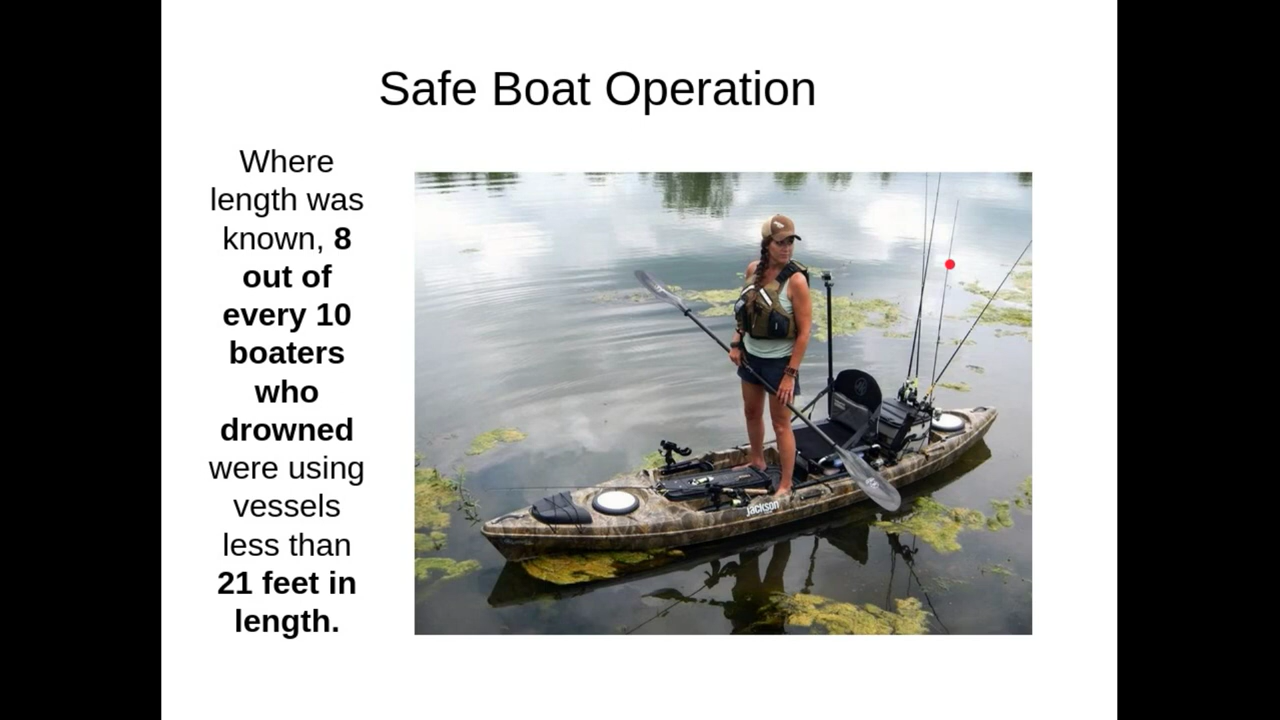 Safe Boat Operation
Where
length was
known, 8
out of
every 10
boaters
who
drowned
were using
vessels
less than
21 feet in
length.
Jackson